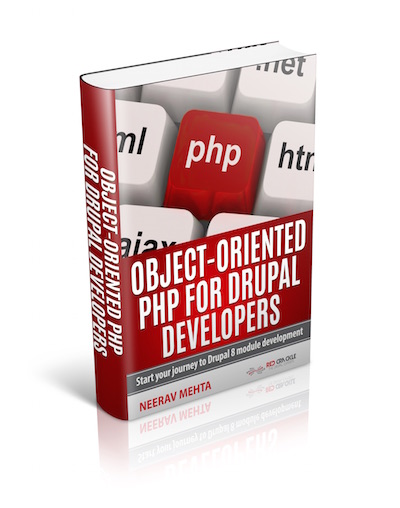 OBJECT-ORIENTED PHP
FOR DRUPAL DEVELOPERS
.net
ml
php
htm
ajax
OBJECT-ORIENTED
PHP FOR DRUPAL
DEVELOPERS
Start your journey to Drupal 8 module development
NEERAV MEHTA